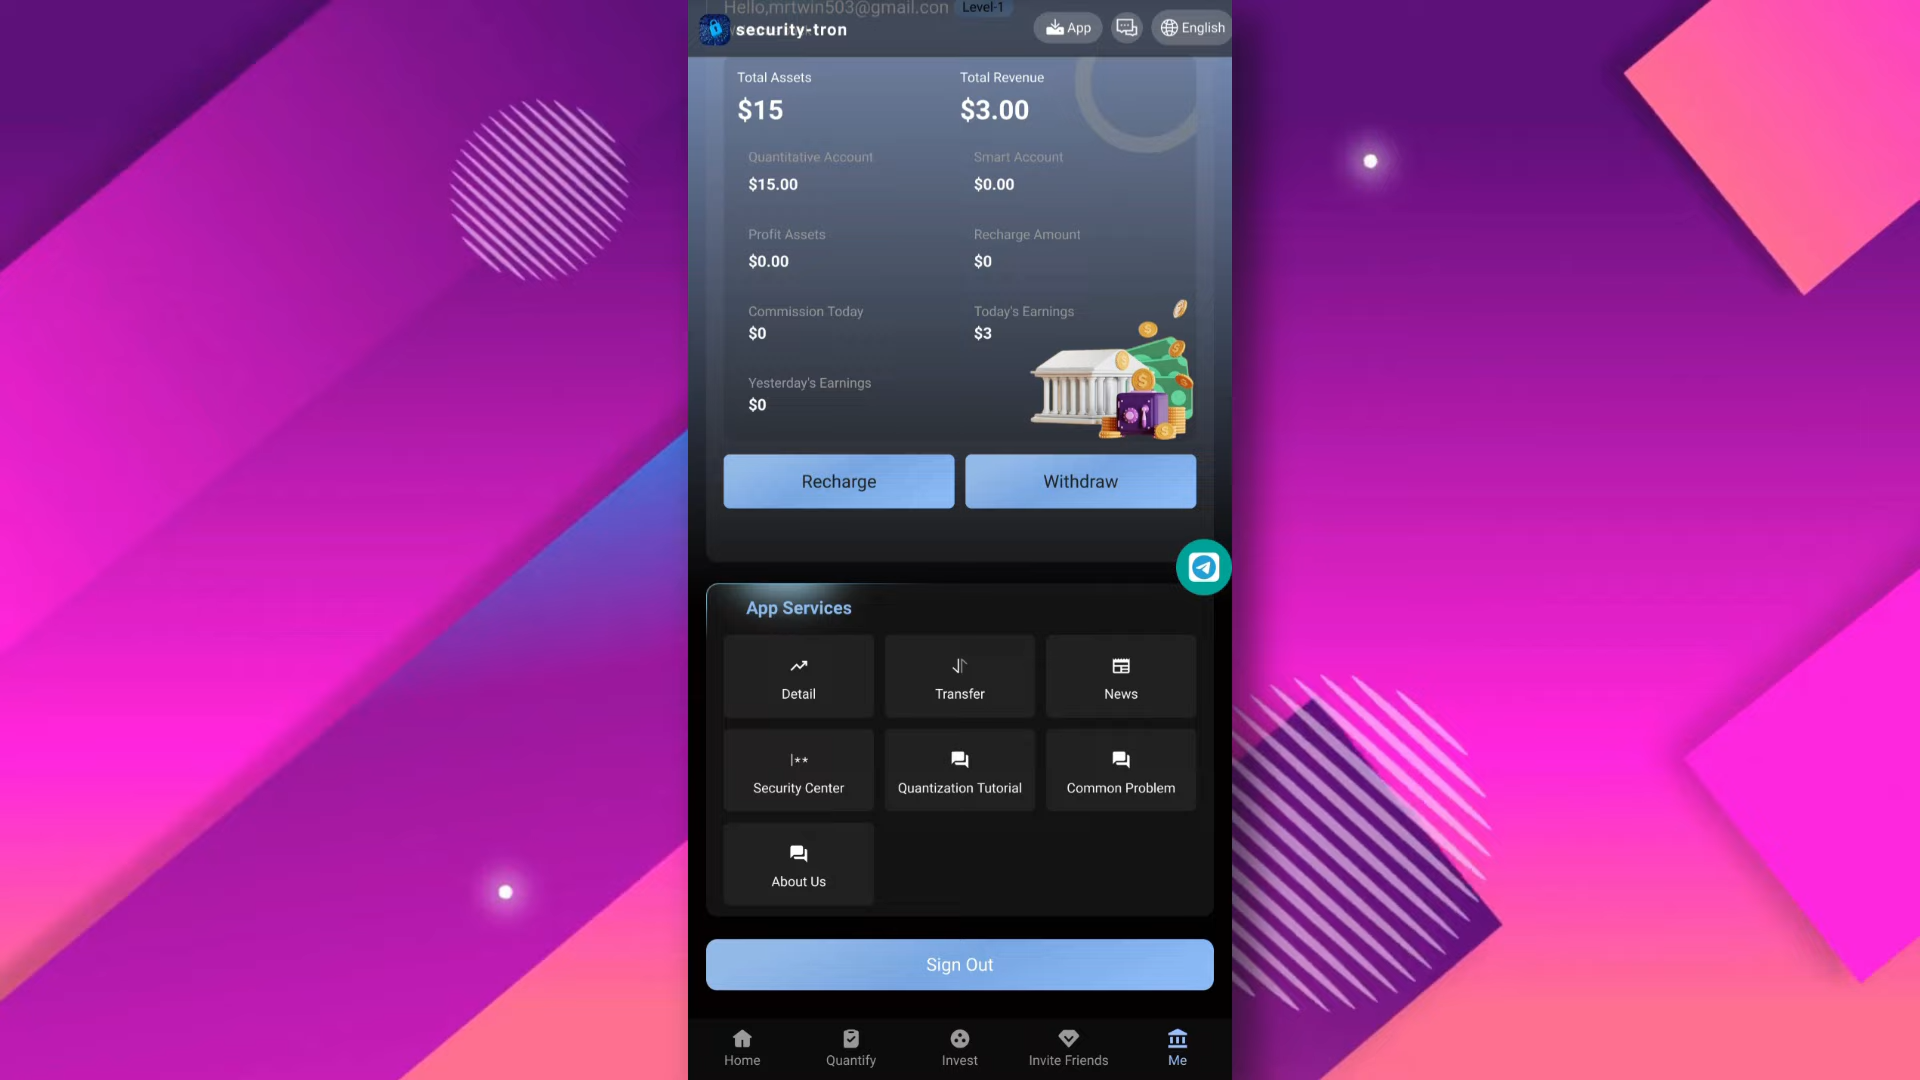 Hello,mrtwin503@gmail.con Level-1
security-tron
App
English
Total Assets
Total Revenue
$15
$3.00
Quantitative Account
Smart Account
$15.00
$0.00
Profit Assets
Recharge Amount
$0.00
$0
Commission Today
Today's Earnings
$0
$3
Yesterday's Earnings
$0
Recharge
Withdraw
App Services
Detail
Transfer
News
Security Center
Quantization Tutorial
Common Problem
About Us
Sign Out
Home
Quantify
Invest
Invite Friends
Me